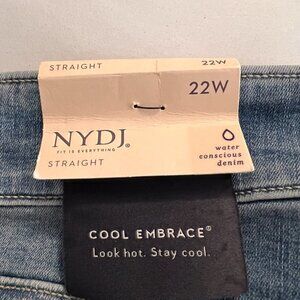 STRAIGHT 22W
22W
NYDJ®
FIT IS EVERYTHING
STRAIGHT
water
conscious
denim
COOL EMBRACE®
Look hot. Stay cool.